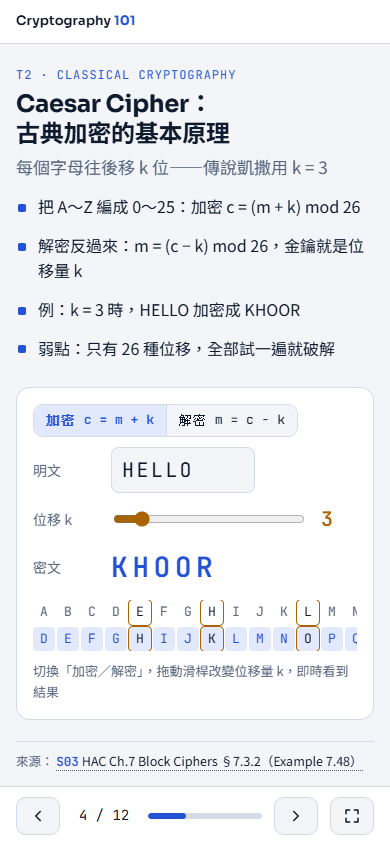 Cryptography 101
T2 · CLASSICAL CRYPTOGRAPHY
Caesar Cipher：
古典加密的基本原理
每個字母往後移 k 位——傳說凱撒用 k = 3
把 A～Z 編成 0～25：加密 c = (m + k) mod 26
解密反過來：m = (c − k) mod 26，金鑰就是位
移量 k
例：k = 3 時，HELLO 加密成 KHOOR
弱點：只有 26 種位移，全部試一遍就破解
加密 c = m + k 解密 m = c - k
明文 HELLO
位移 k 3
密文 KHOOR
A B C D E F G H I J K L M N
D E F G H I J K L M N O P Q
切換「加密／解密」，拖動滑桿改變位移量 k，即時看到
結果
來源： S03 HAC Ch.7 Block Ciphers §7.3.2（Example 7.48）
4 / 12